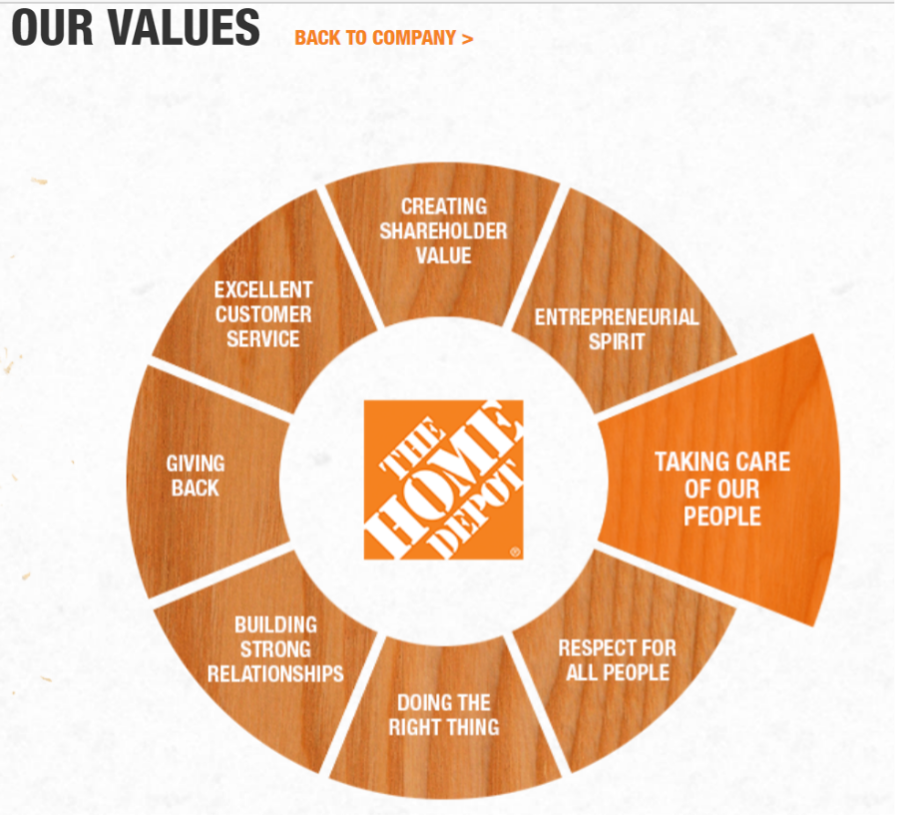 OUR VALUES
BACK TO COMPANY >
CREATING
SHAREHOLDER
VALUE
ENTREPRENEURIAL
SPIRIT
TAKING CARE
OF OUR
PEOPLE
RESPECT FOR
ALL PEOPLE
DOING THE
RIGHT THING
BUILDING
STRONG
RELATIONSHIPS
GIVING
BACK
EXCELLENT
CUSTOMER
SERVICE
THE
HOME
DEPOT
®